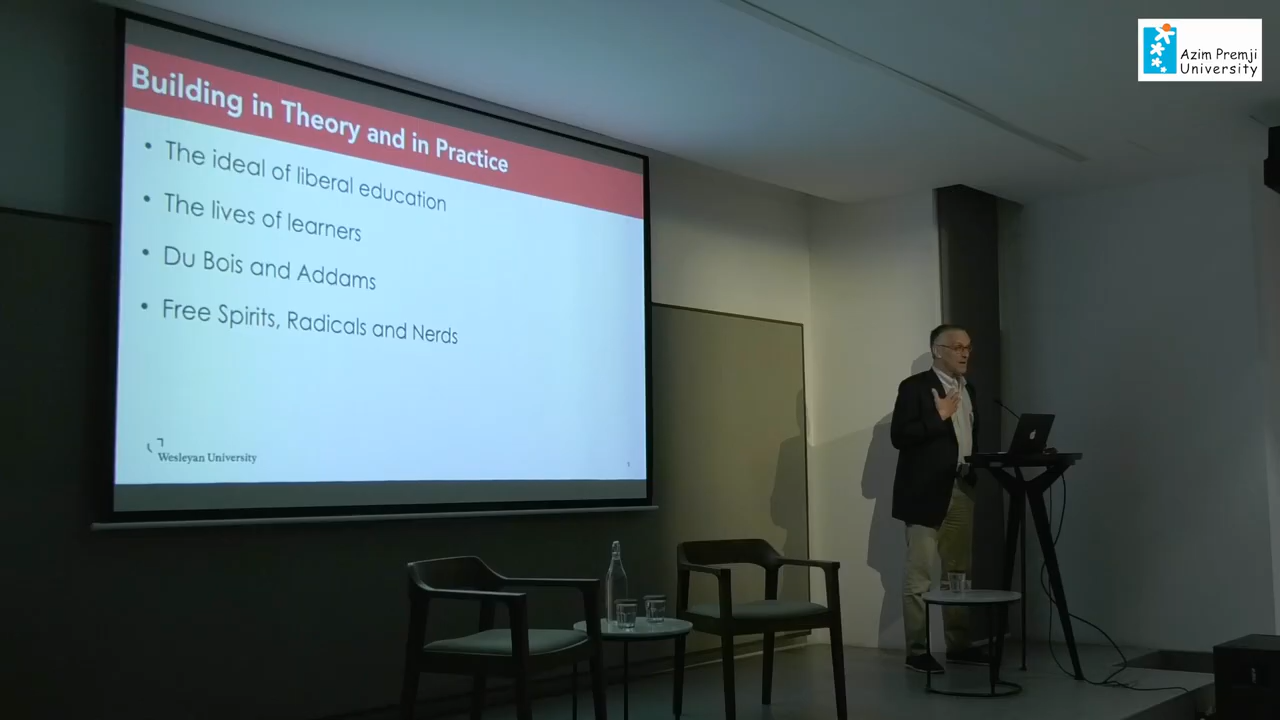 Building in Theory and in Practice
• The ideal of liberal education
• The lives of learners
• Du Bois and Addams
• Free Spirits, Radicals and Nerds
Wesleyan University
1
Azim Premji
University